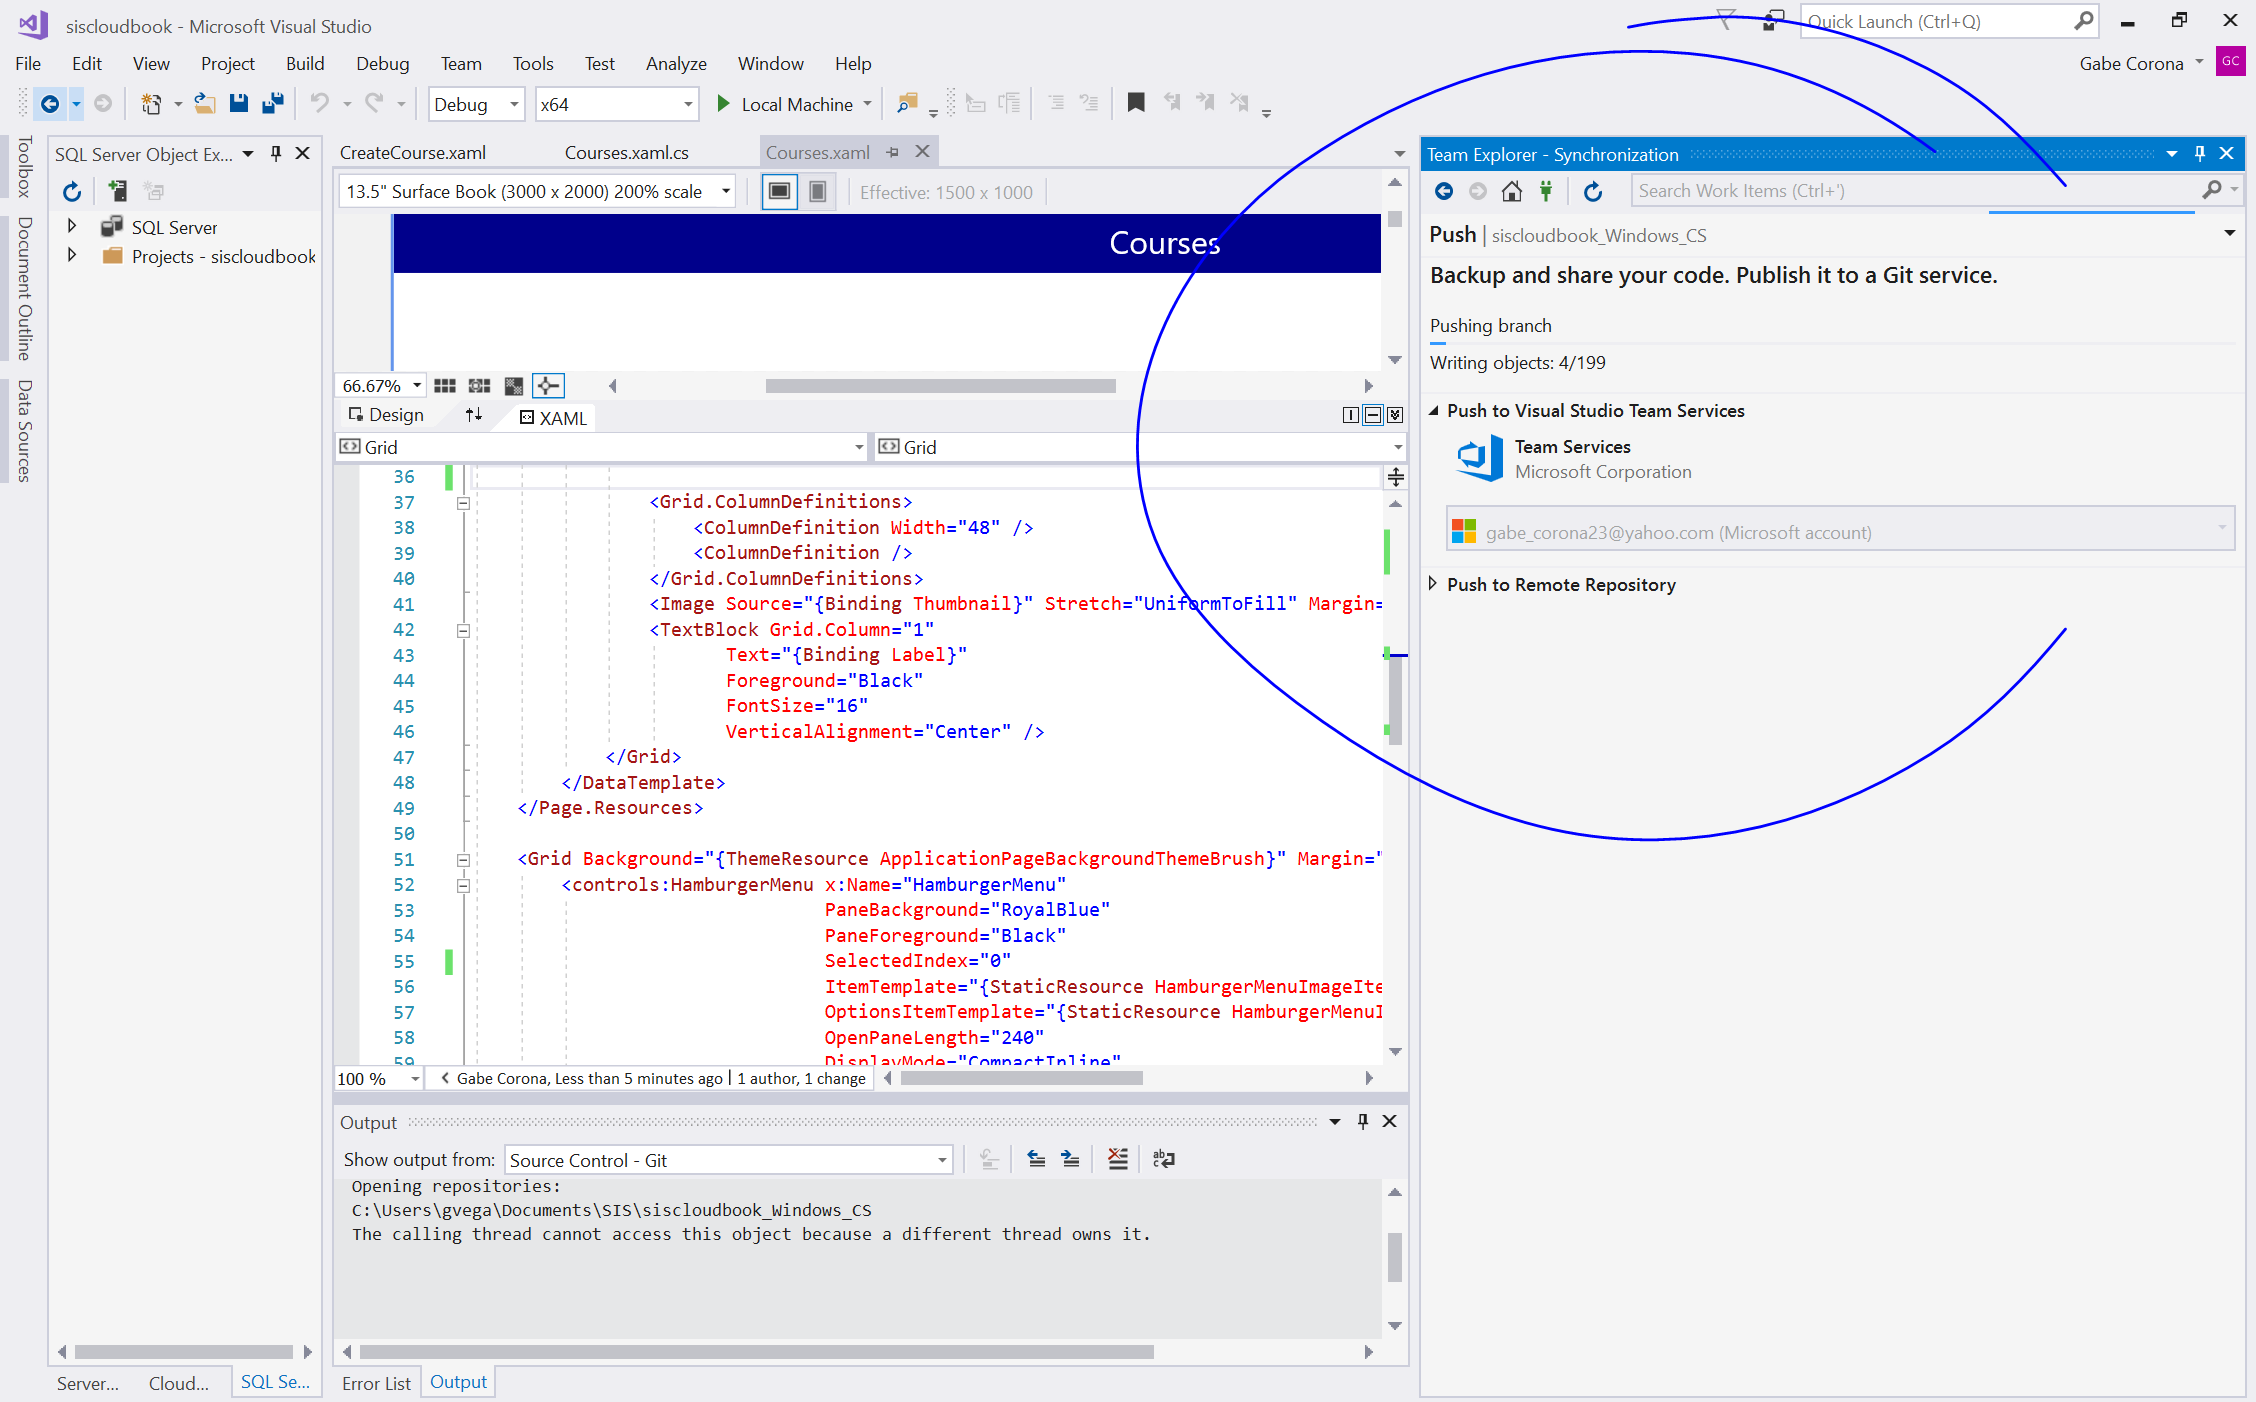 siscloudbook - Microsoft Visual Studio
Quick Launch (Ctrl+Q)
File Edit View Project Build Debug Team Tools Test Analyze Window Help
Gabe Corona GC
Debug x64 Local Machine
Toolbox
Document Outline
Data Sources
SQL Server Object Ex...
SQL Server
Projects - siscloudbook
CreateCourse.xaml Courses.xaml.cs Courses.xaml
13.5" Surface Book (3000 x 2000) 200% scale Effective: 1500 x 1000
Courses
66.67%
Design XAML
Grid Grid
36
37 <Grid.ColumnDefinitions>
38 <ColumnDefinition Width="48" />
39 <ColumnDefinition />
40 </Grid.ColumnDefinitions>
41 <Image Source="{Binding Thumbnail}" Stretch="UniformToFill" Margin=
42 <TextBlock Grid.Column="1"
43 Text="{Binding Label}"
44 Foreground="Black"
45 FontSize="16"
46 VerticalAlignment="Center" />
47 </Grid>
48 </DataTemplate>
49 </Page.Resources>
50
51 <Grid Background="{ThemeResource ApplicationPageBackgroundThemeBrush}" Margin="
52 <controls:HamburgerMenu x:Name="HamburgerMenu"
53 PaneBackground="RoyalBlue"
54 PaneForeground="Black"
55 SelectedIndex="0"
56 ItemTemplate="{StaticResource HamburgerMenuImageIte
57 OptionsItemTemplate="{StaticResource HamburgerMenuI
58 OpenPaneLength="240"
59 DisplayMode="CompactInline"
100 % Gabe Corona, Less than 5 minutes ago | 1 author, 1 change
Output
Show output from: Source Control - Git
Opening repositories:
C:\Users\gvega\Documents\SIS\siscloudbook_Windows_CS
The calling thread cannot access this object because a different thread owns it.
Server... Cloud... SQL Se... Error List Output
Team Explorer - Synchronization
Search Work Items (Ctrl+')
Push | siscloudbook_Windows_CS
Backup and share your code. Publish it to a Git service.
Pushing branch
Writing objects: 4/199
Push to Visual Studio Team Services
Team Services
Microsoft Corporation
gabe_corona23@yahoo.com (Microsoft account)
Push to Remote Repository